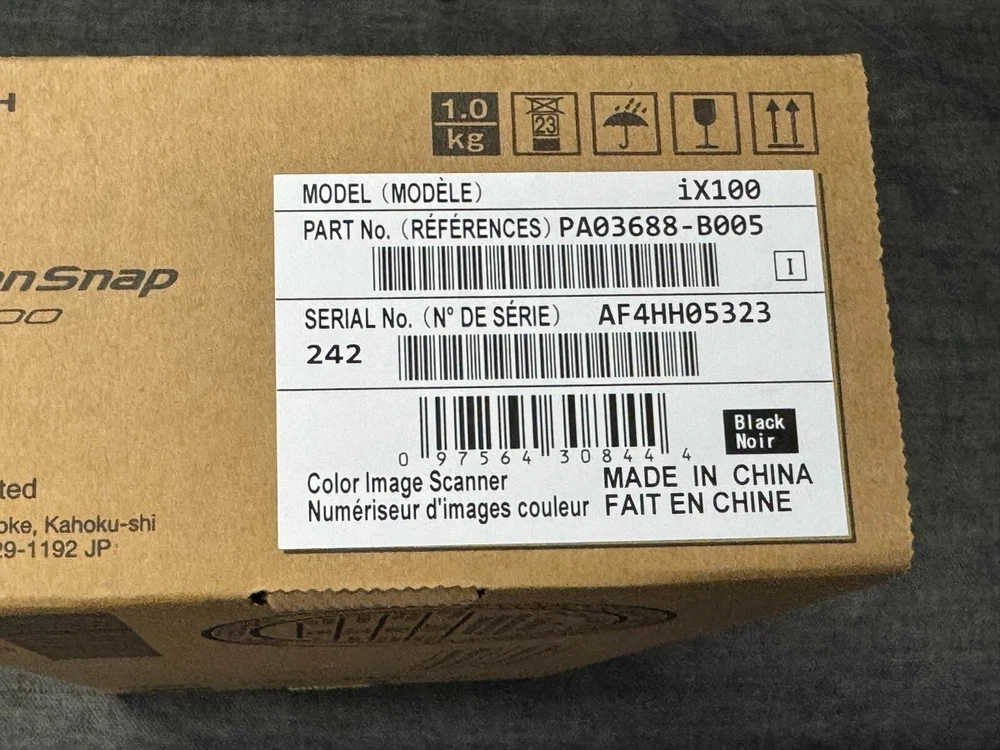 H
1.0
kg
23
MODEL (MODÈLE) iX100
PART No. (RÉFÉRENCES) PA03688-B005
I
SERIAL No. (N° DE SÉRIE) AF4HH05323
242
nSnap
00
0 97564 30844 4
Black
Noir
Color Image Scanner MADE IN CHINA
Numériseur d'images couleur FAIT EN CHINE
ted
oke, Kahoku-shi
29-1192 JP